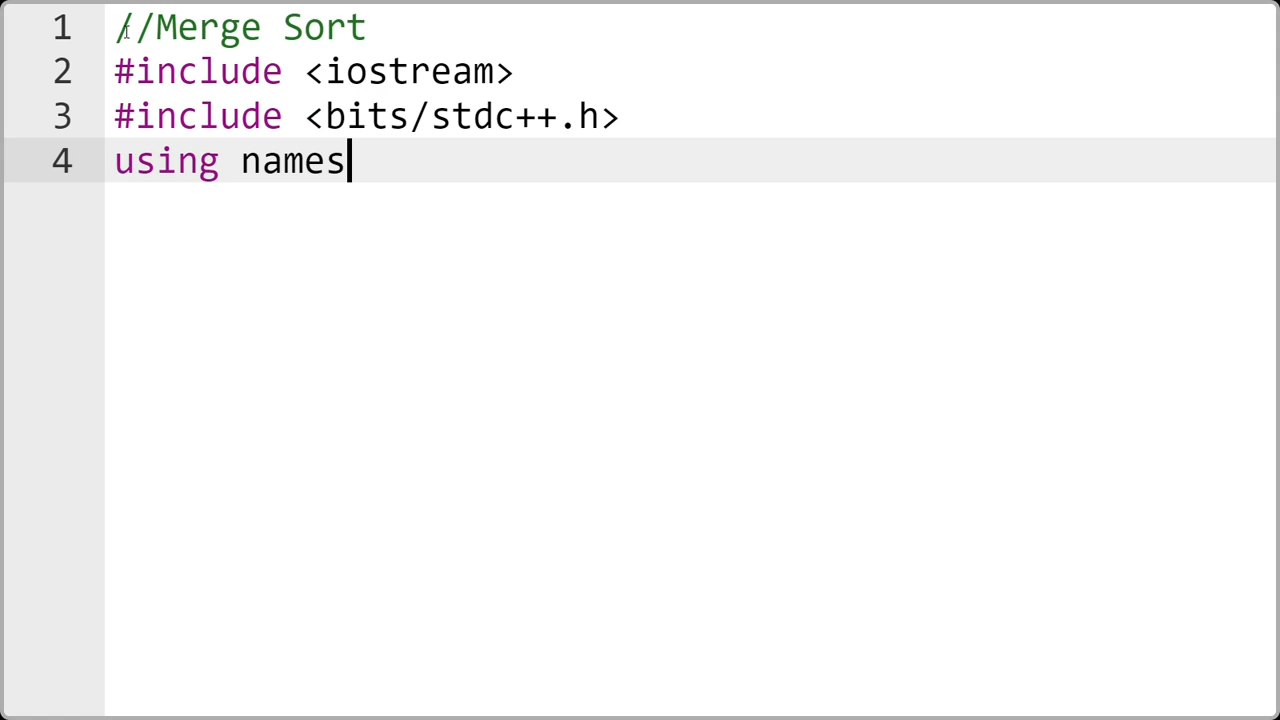 1 //Merge Sort
2 #include <iostream>
3 #include <bits/stdc++.h>
4 using names